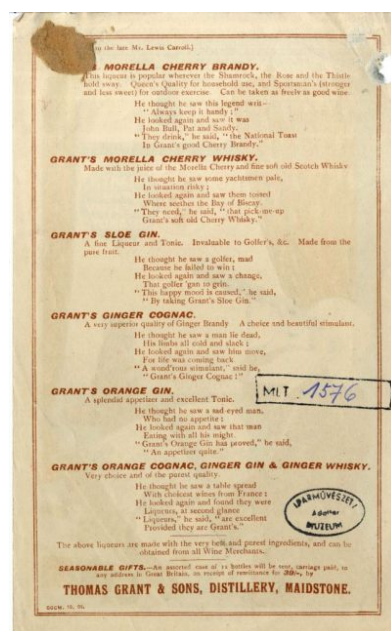 to the late Mr. Lewis Carroll.]
MORELLA CHERRY BRANDY.
This liqueur is popular wherever the Shamrock, the Rose and the Thistle
hold sway. Queen's Quality for household use, and Sportsman's (stronger
and less sweet) for outdoor exercise. Can be taken as freely as good wine.
He thought he saw this legend writ—
"Always keep it handy;"
He looked again and saw it was
John Bull, Pat and Sandy.
"They drink," he said, "the National Toast
In Grant's good Cherry Brandy."
GRANT'S MORELLA CHERRY WHISKY.
Made with the juice of the Morella Cherry and fine soft old Scotch Whisky
He thought he saw some yachtsmen pale,
In situation risky;
He looked again and saw them tossed
Where seethes the Bay of Biscay.
"They need," he said, "that pick-me-up
Grant's soft old Cherry Whisky."
GRANT'S SLOE GIN.
A fine Liqueur and Tonic. Invaluable to Golfer's, &c. Made from the
pure fruit.
He thought he saw a golfer, mad
Because he failed to win;
He looked again and saw a change,
That golfer 'gan to grin.
"This happy mood is caused," he said,
"By taking Grant's Sloe Gin."
GRANT'S GINGER COGNAC.
A very superior quality of Ginger Brandy A choice and beautiful stimulant.
He thought he saw a man lie dead,
His limbs all cold and slack;
He looked again and saw him move,
For life was coming back
"A wond'rous stimulant," said he,
"Grant's Ginger Cognac!"
GRANT'S ORANGE GIN.
A splendid appetizer and excellent Tonic.
MLT 1576
He thought he saw a sad-eyed man,
Who had no appetite;
He looked again and saw that man
Eating with all his might.
"Grant's Orange Gin has proved," he said,
"An appetizer quite."
GRANT'S ORANGE COGNAC, GINGER GIN & GINGER WHISKY.
Very choice and of the purest quality.
He thought he saw a table spread
With choicest wines from France;
He looked again and found they were
Liqueurs, at second glance
"Liqueurs," he said, "are excellent
Provided they are Grant's."
IPARMŰVÉSZETI
Adattár
MUZEUM
The above liqueurs are made with the very best and purest ingredients, and can be
obtained from all Wine Merchants.
SEASONABLE GIFTS.—An assorted case of 12 bottles will be sent, carriage paid, to
any address in Great Britain, on receipt of remittance for by
THOMAS GRANT & SONS, DISTILLERY, MAIDSTONE.